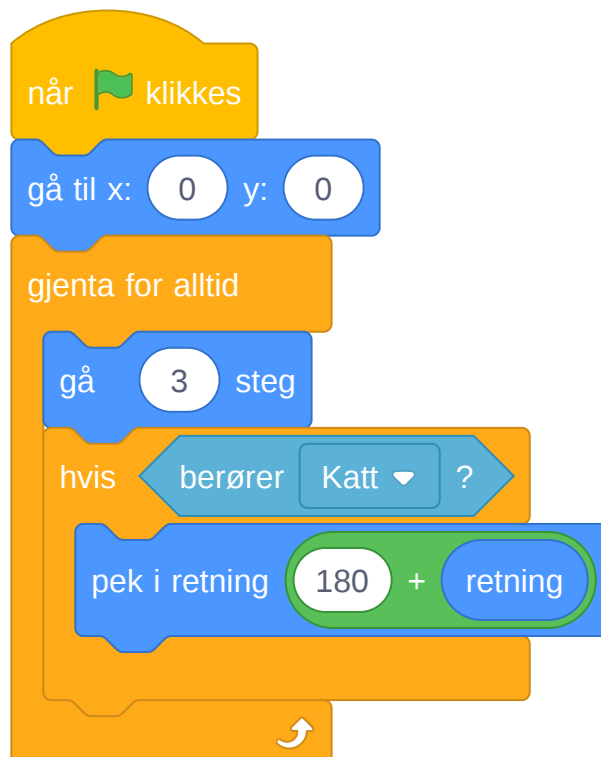 når klikkes
gå til x: 0 y: 0
gjenta for alltid
gå 3 steg
hvis berører Katt ?
pek i retning 180 + retning